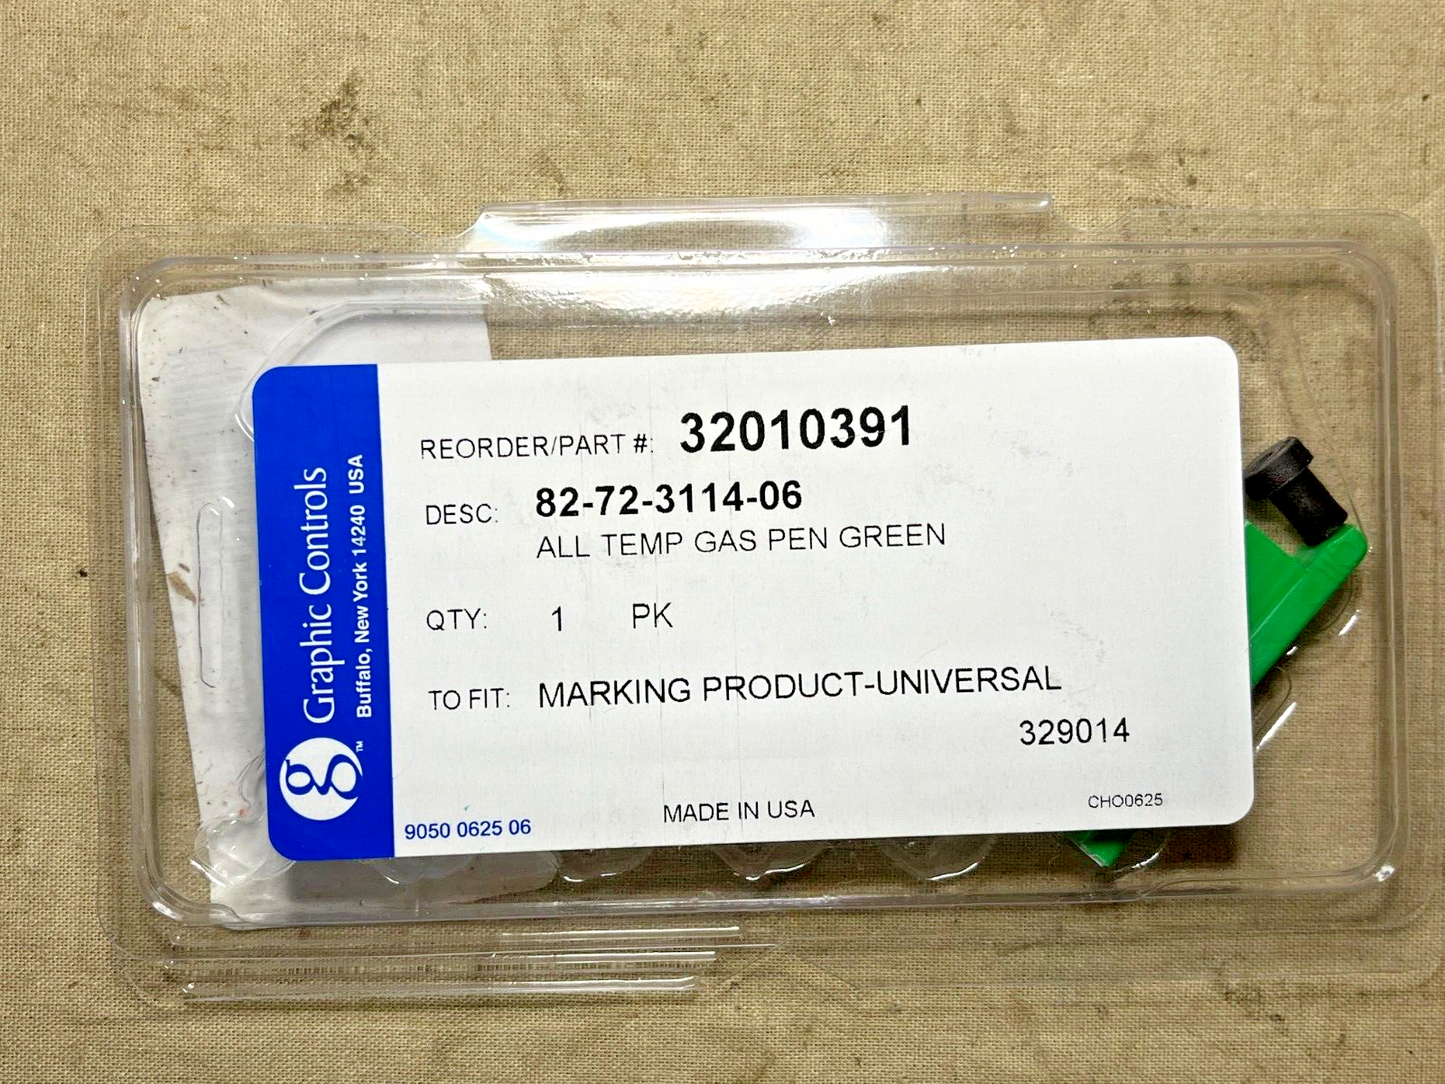 Graphic Controls
Buffalo, New York 14240 USA
g™
REORDER/PART #: 32010391
DESC: 82-72-3114-06
ALL TEMP GAS PEN GREEN
QTY: 1 PK
TO FIT: MARKING PRODUCT-UNIVERSAL
329014
MADE IN USA
CHO0625
9050 0625 06